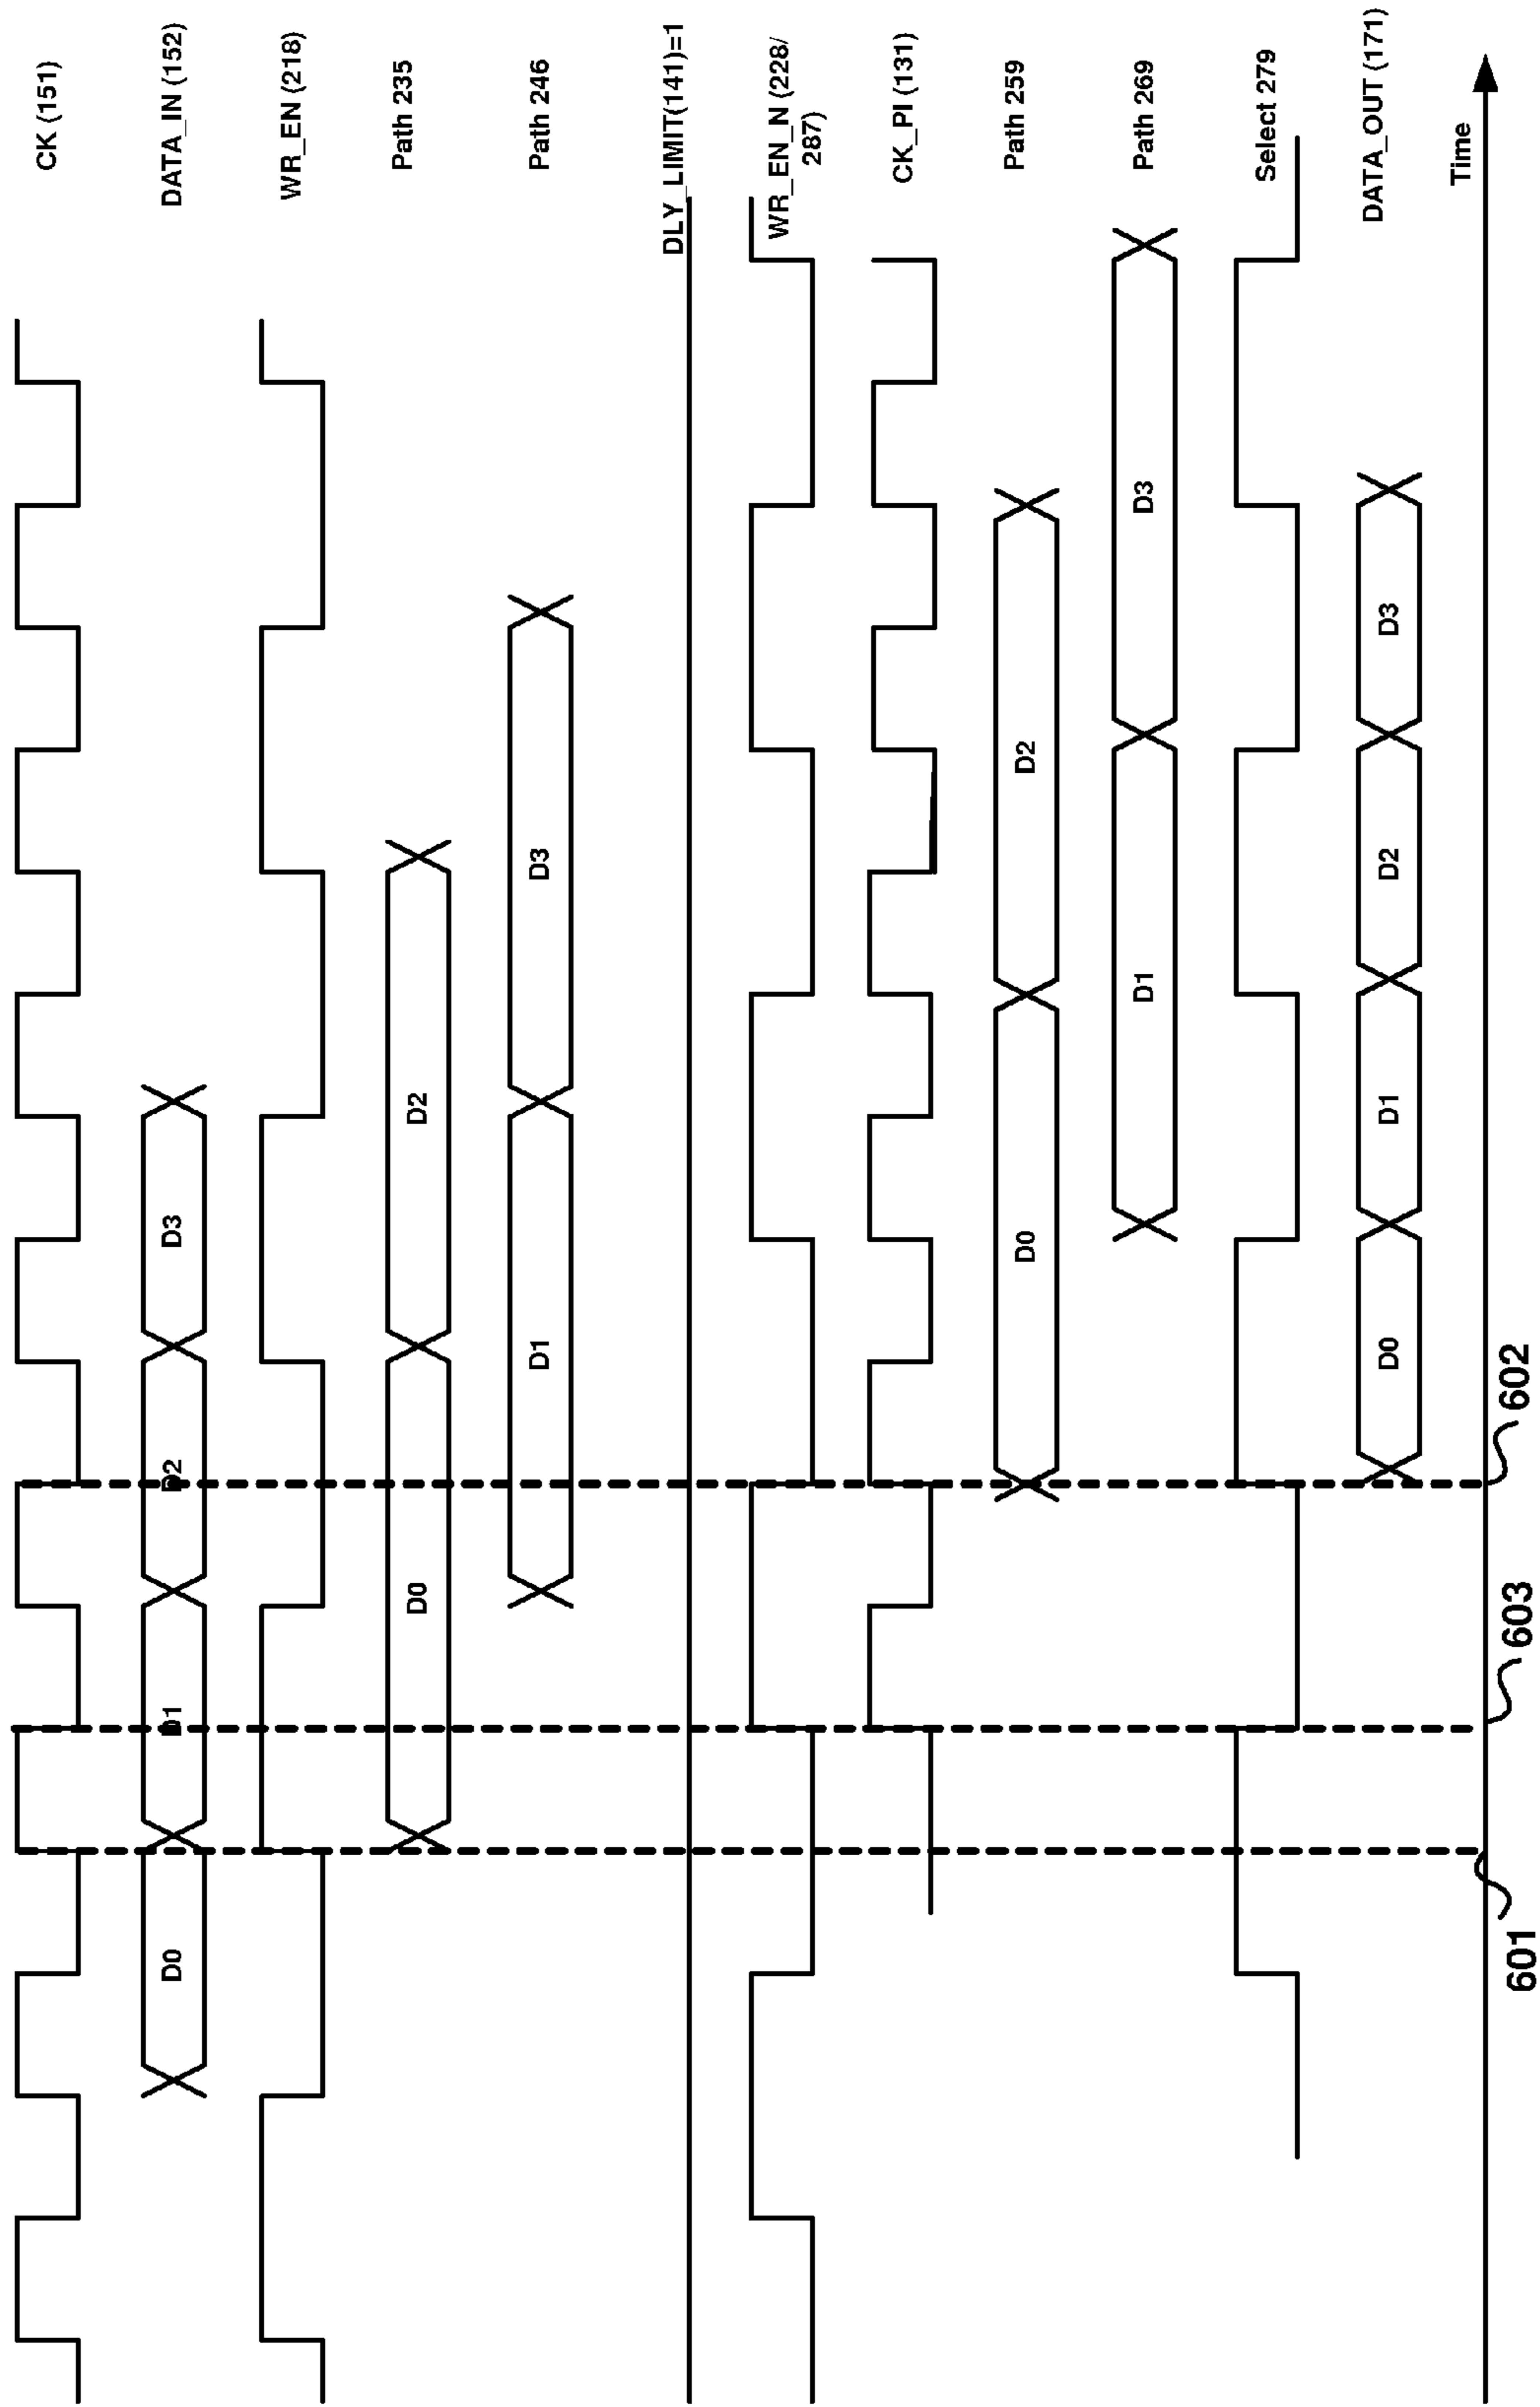 CK (151)
DATA_IN (152)
D0
D1
D2
D3
WR_EN (218)
Path 235
D0
D2
Path 246
D1
D3
DLY_LIMIT(141)=1
WR_EN_N (228/
287)
CK_PI (131)
Path 259
D0
D2
Path 269
D1
D3
Select 279
DATA_OUT (171)
D0
D1
D2
D3
Time
601
603
602